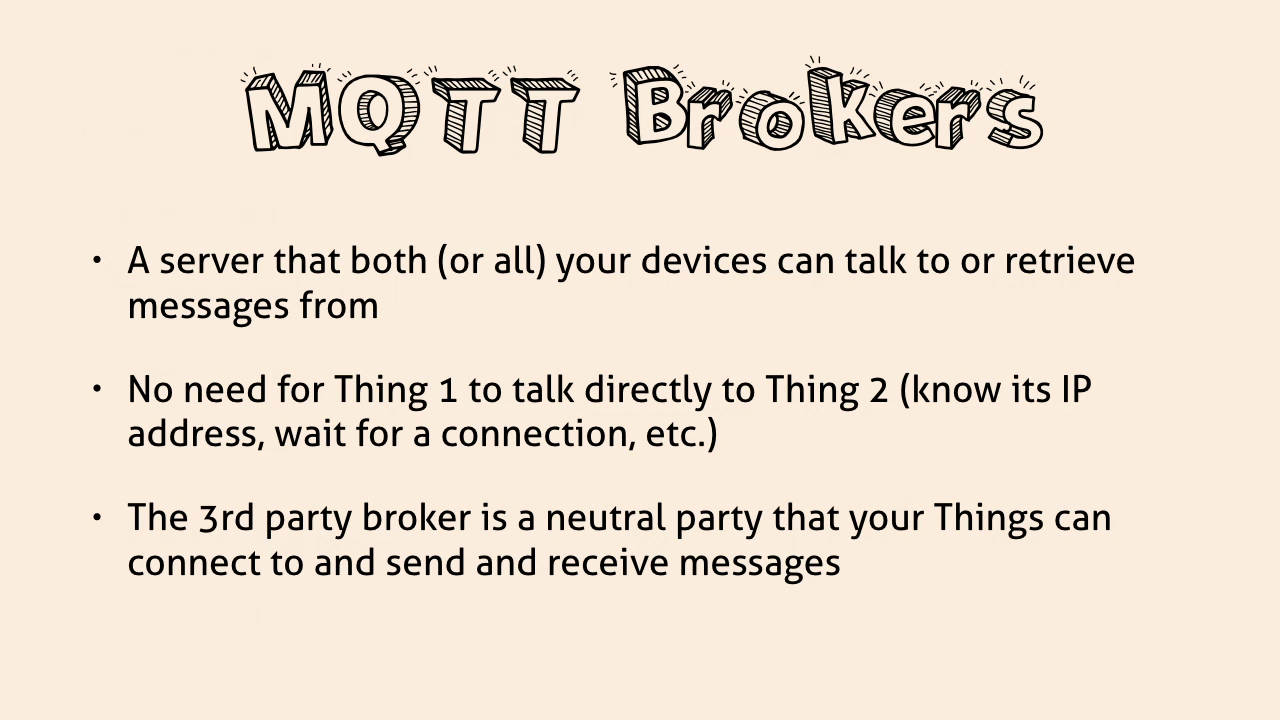 MQTT Brokers
• A server that both (or all) your devices can talk to or retrieve
messages from
• No need for Thing 1 to talk directly to Thing 2 (know its IP
address, wait for a connection, etc.)
• The 3rd party broker is a neutral party that your Things can
connect to and send and receive messages